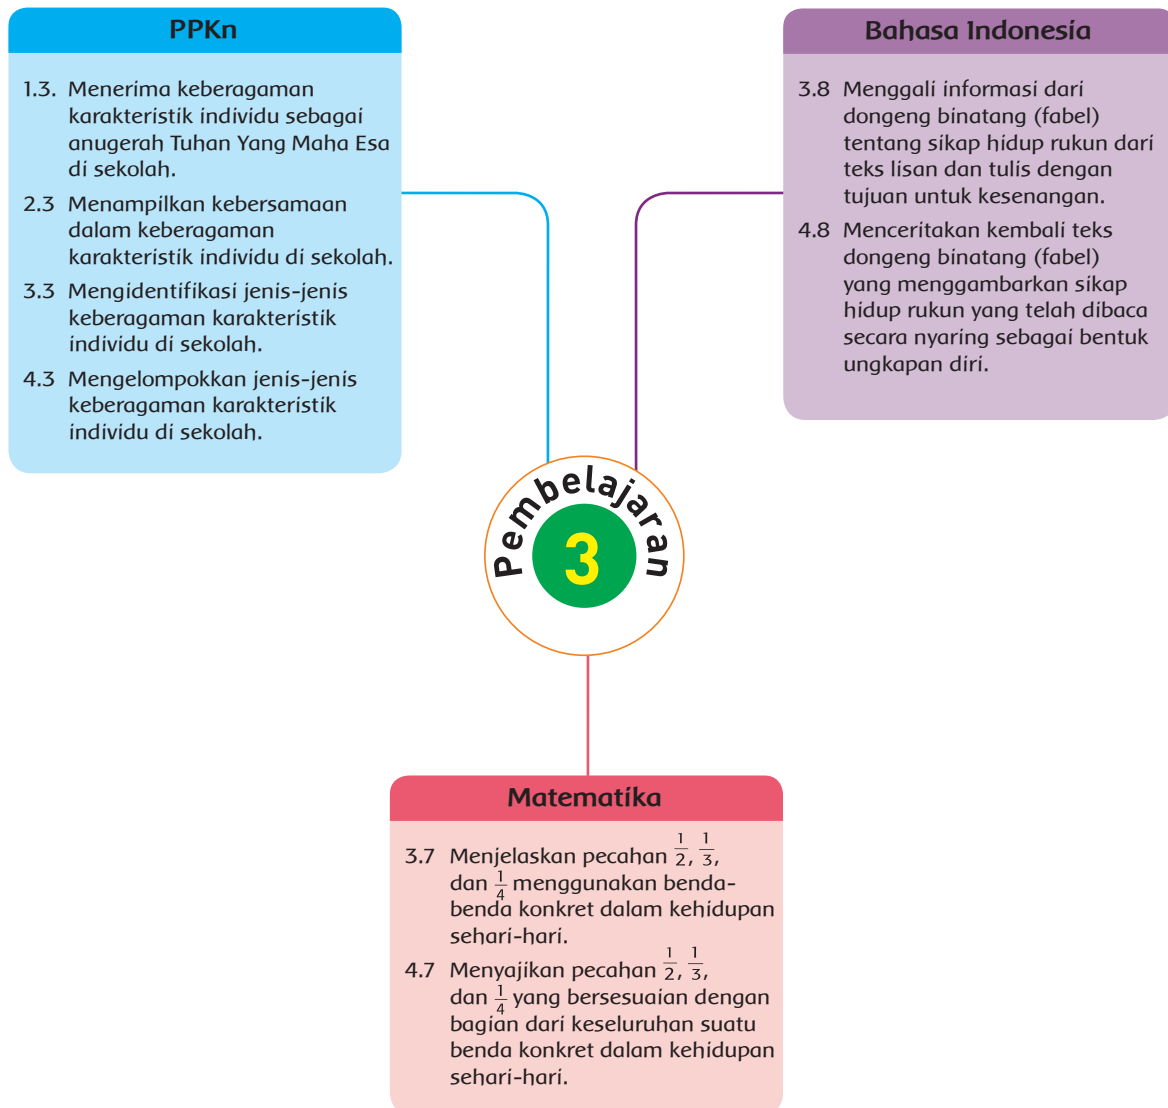 PPKn
1.3. Menerima keberagaman
karakteristik individu sebagai
anugerah Tuhan Yang Maha Esa
di sekolah.
2.3 Menampilkan kebersamaan
dalam keberagaman
karakteristik individu di sekolah.
3.3 Mengidentifikasi jenis-jenis
keberagaman karakteristik
individu di sekolah.
4.3 Mengelompokkan jenis-jenis
keberagaman karakteristik
individu di sekolah.
Bahasa Indonesia
3.8 Menggali informasi dari
dongeng binatang (fabel)
tentang sikap hidup rukun dari
teks lisan dan tulis dengan
tujuan untuk kesenangan.
4.8 Menceritakan kembali teks
dongeng binatang (fabel)
yang menggambarkan sikap
hidup rukun yang telah dibaca
secara nyaring sebagai bentuk
ungkapan diri.
Pembelajaran
3
Matematika
3.7 Menjelaskan pecahan 1/2, 1/3,
dan 1/4 menggunakan benda-
benda konkret dalam kehidupan
sehari-hari.
4.7 Menyajikan pecahan 1/2, 1/3,
dan 1/4 yang bersesuaian dengan
bagian dari keseluruhan suatu
benda konkret dalam kehidupan
sehari-hari.